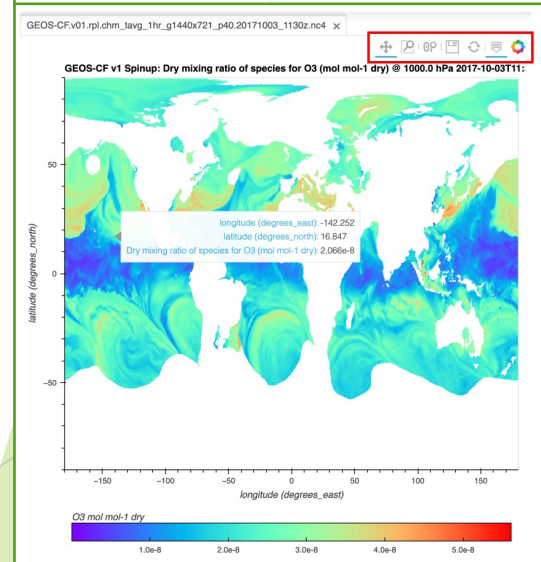 GEOS-CF.v01.rpl.chm_tavg_1hr_g1440x721_p40.20171003_1130z.nc4 ×
GEOS-CF v1 Spinup: Dry mixing ratio of species for O3 (mol mol-1 dry) @ 1000.0 hPa 2017-10-03T11:
50
0
−50
latitude (degrees_north)
longitude (degrees_east): -142.252
latitude (degrees_north): 16.847
Dry mixing ratio of species for O3 (mol mol-1 dry): 2.066e-8
−150 −100 −50 0 50 100 150
longitude (degrees_east)
O3 mol mol-1 dry
1.0e-8 2.0e-8 3.0e-8 4.0e-8 5.0e-8